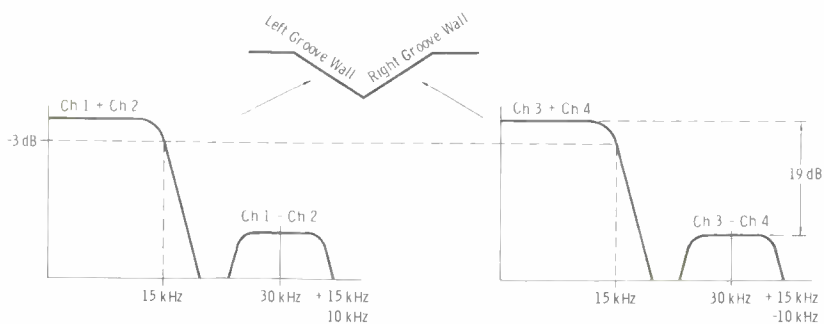 Left Groove Wall
Right Groove Wall
Ch 1 + Ch 2
-3 dB
Ch 1 - Ch 2
15 kHz
30 kHz
+ 15 kHz
10 kHz
Ch 3 + Ch 4
19 dB
Ch 3 - Ch 4
15 kHz
30 kHz
+ 15 kHz
-10 kHz